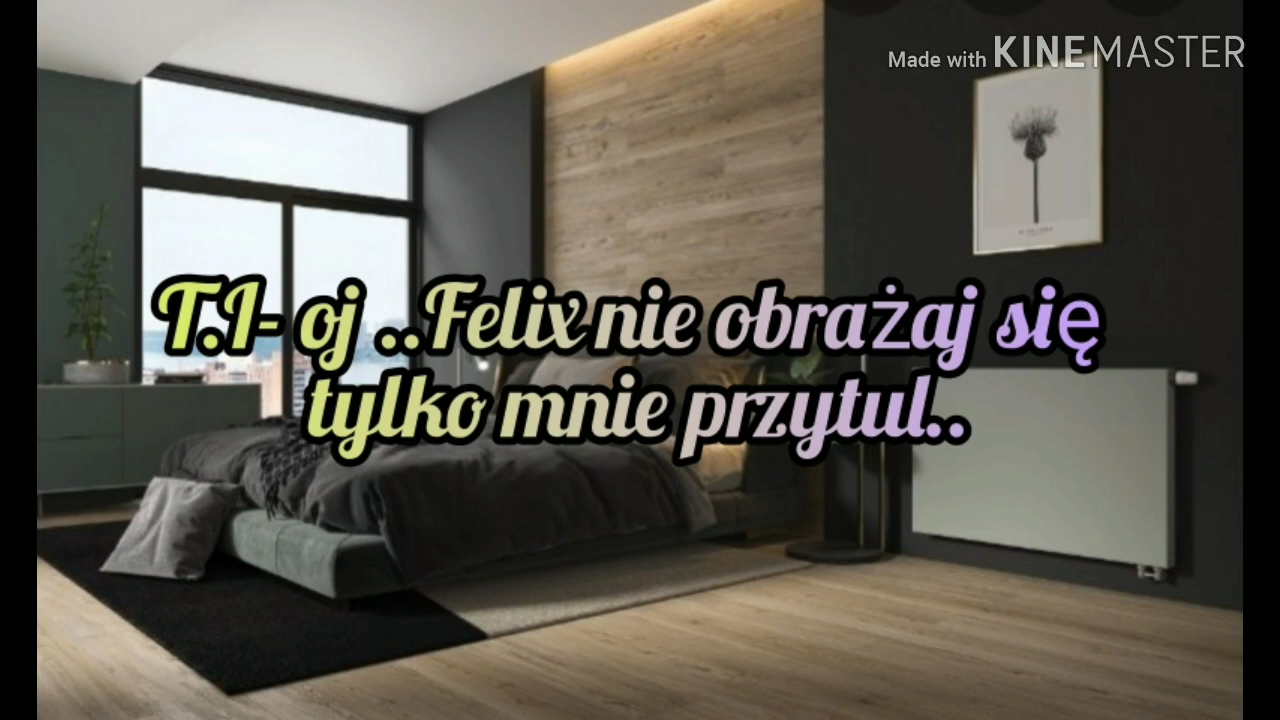 Made with KINEMASTER
T.I- oj ..Felix nie obrażaj się
tylko mnie przytul..